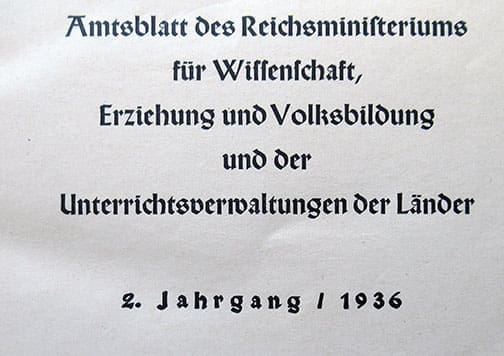 Amtsblatt des Reichsministeriums
für Wissenschaft,
Erziehung und Volksbildung
und der
Unterrichtsverwaltungen der Länder
2. Jahrgang / 1936